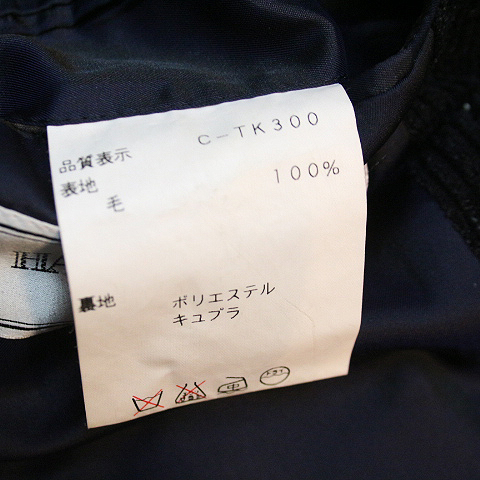 C-TK300
品質表示
表地
毛 100%
裏地 ポリエステル
キュプラ
HA